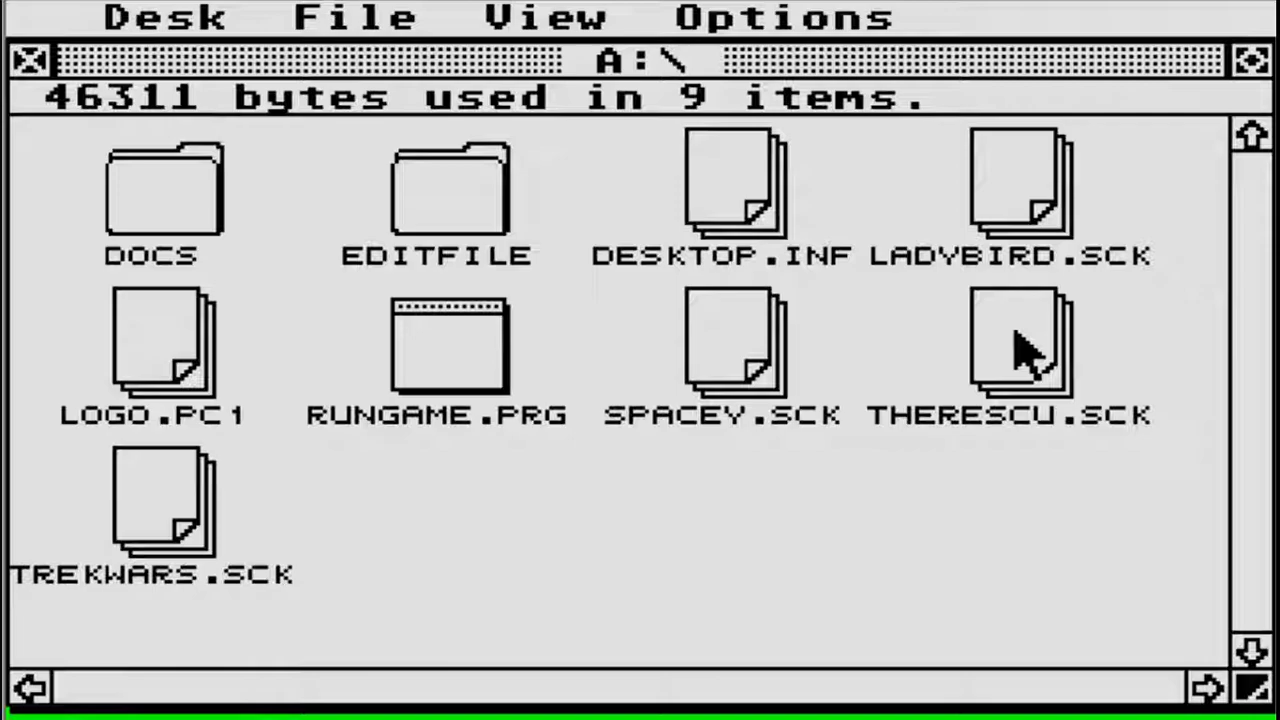 Desk File View Options
A:\
46311 bytes used in 9 items.
DOCS EDITFILE DESKTOP.INF LADYBIRD.SCK
LOGO.PC1 RUNGAME.PRG SPACEY.SCK THERESCU.SCK
TREKWARS.SCK